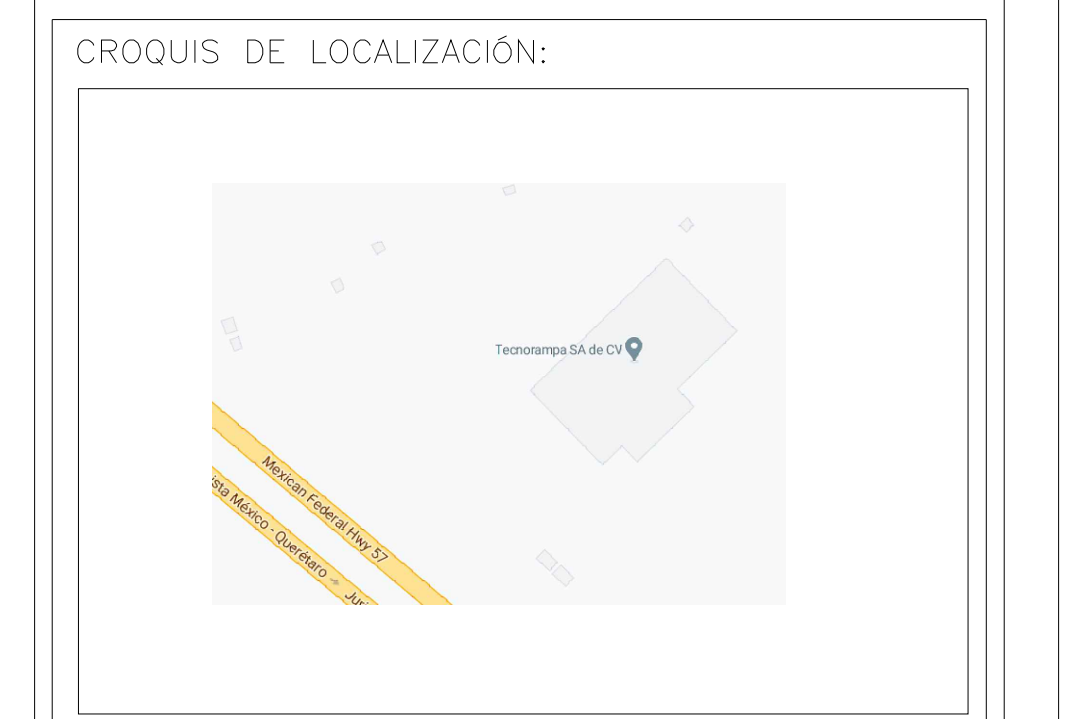 CROQUIS DE LOCALIZACIÓN:
Tecnorampa SA de CV
Mexican Federal Hwy 57
ista México - Querétaro